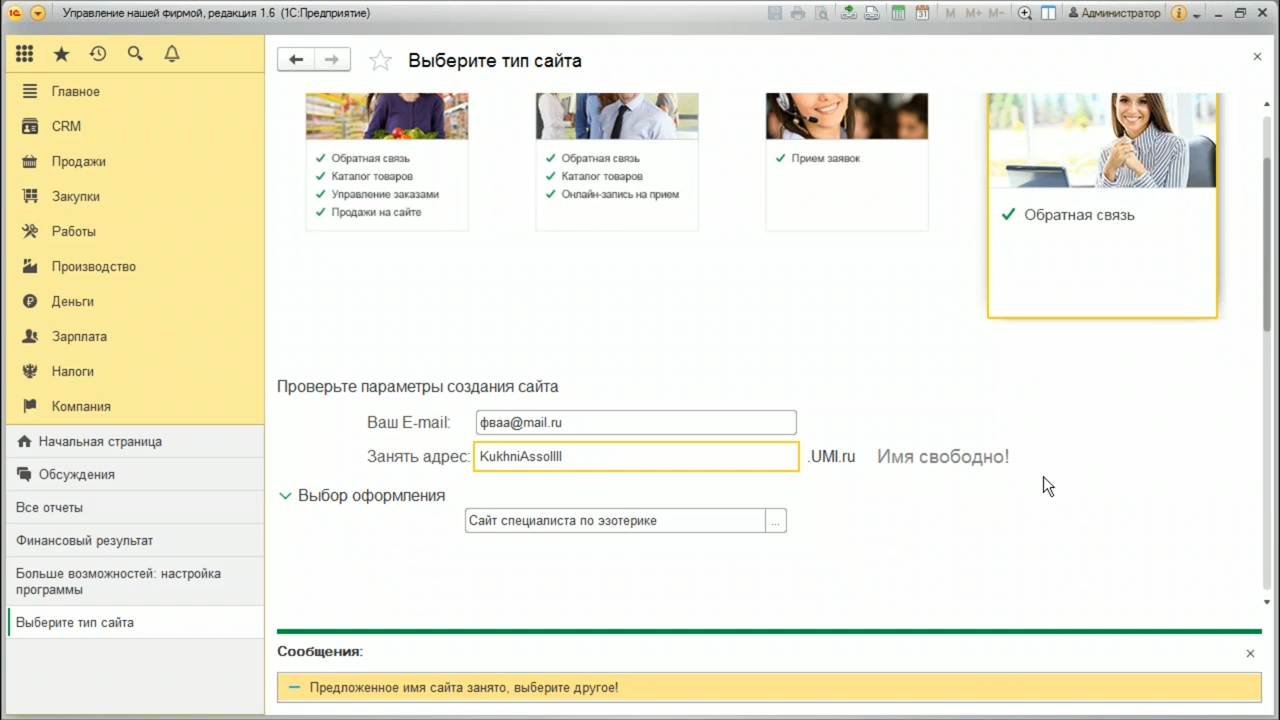 Управление нашей фирмой, редакция 1.6 (1С:Предприятие)
M M+ M- Администратор
Главное
CRM
Продажи
Закупки
Работы
Производство
Деньги
Зарплата
Налоги
Компания
Начальная страница
Обсуждения
Все отчеты
Финансовый результат
Больше возможностей: настройка
программы
Выберите тип сайта
Выберите тип сайта
Обратная связь
Каталог товаров
Управление заказами
Продажи на сайте
Обратная связь
Каталог товаров
Онлайн-запись на прием
Прием заявок
Обратная связь
Проверьте параметры создания сайта
Ваш E-mail: фваа@mail.ru
Занять адрес: KukhniAssollll .UMI.ru Имя свободно!
Выбор оформления
Сайт специалиста по эзотерике ...
Сообщения:
Предложенное имя сайта занято, выберите другое!